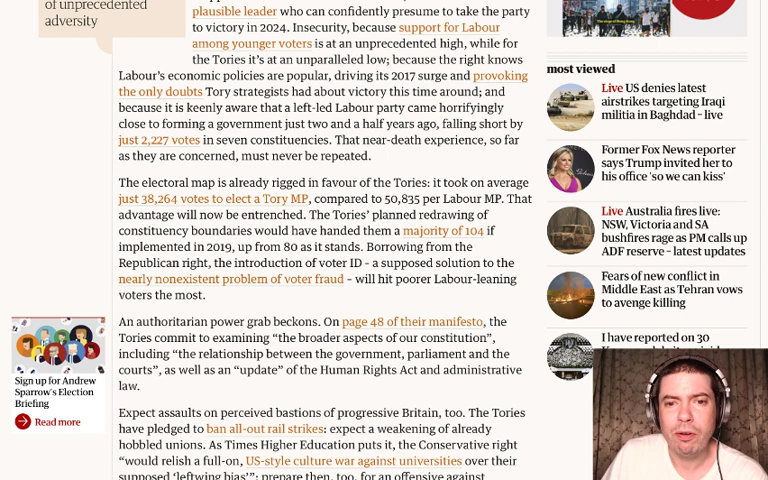 of unprecedented
adversity
plausible leader who can confidently presume to take the party
to victory in 2024. Insecurity, because support for Labour
among younger voters is at an unprecedented high, while for
the Tories it's at an unparalleled low; because the right knows
Labour's economic policies are popular, driving its 2017 surge and provoking
the only doubts Tory strategists had about victory this time around; and
because it is keenly aware that a left-led Labour party came horrifyingly
close to forming a government just two and a half years ago, falling short by
just 2,227 votes in seven constituencies. That near-death experience, so far
as they are concerned, must never be repeated.
The electoral map is already rigged in favour of the Tories: it took on average
just 38,264 votes to elect a Tory MP, compared to 50,835 per Labour MP. That
advantage will now be entrenched. The Tories' planned redrawing of
constituency boundaries would have handed them a majority of 104 if
implemented in 2019, up from 80 as it stands. Borrowing from the
Republican right, the introduction of voter ID – a supposed solution to the
nearly nonexistent problem of voter fraud – will hit poorer Labour-leaning
voters the most.
An authoritarian power grab beckons. On page 48 of their manifesto, the
Tories commit to examining "the broader aspects of our constitution",
including "the relationship between the government, parliament and the
courts", as well as an "update" of the Human Rights Act and administrative
law.
Expect assaults on perceived bastions of progressive Britain, too. The Tories
have pledged to ban all-out rail strikes: expect a weakening of already
hobbled unions. As Times Higher Education puts it, the Conservative right
"would relish a full-on, US-style culture war against universities over their
supposed 'leftwing bias'": prepare then, too, for an offensive against
Sign up for Andrew
Sparrow's Election
Briefing
Read more
most viewed
Live US denies latest
airstrikes targeting Iraqi
militia in Baghdad – live
Former Fox News reporter
says Trump invited her to
his office 'so we can kiss'
Live Australia fires live:
NSW, Victoria and SA
bushfires rage as PM calls up
ADF reserve – latest updates
Fears of new conflict in
Middle East as Tehran vows
to avenge killing
I have reported on 30